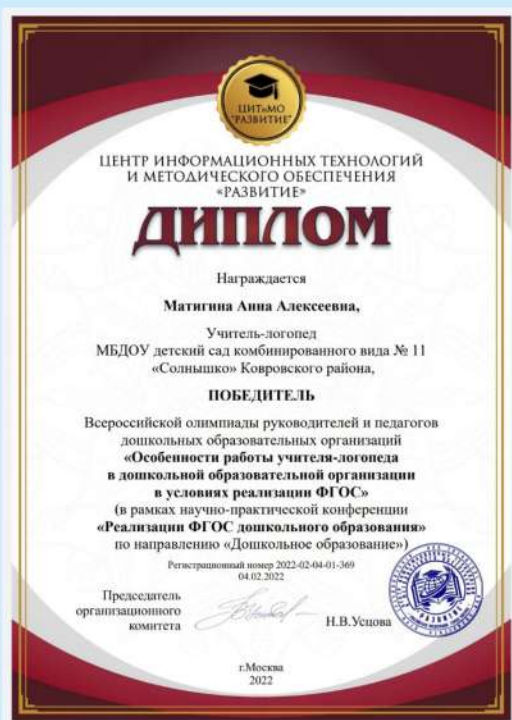 ЦИТиМО
"РАЗВИТИЕ"
ЦЕНТР ИНФОРМАЦИОННЫХ ТЕХНОЛОГИЙ
И МЕТОДИЧЕСКОГО ОБЕСПЕЧЕНИЯ
«РАЗВИТИЕ»
ДИПЛОМ
Награждается
Матигина Анна Алексеевна,
Учитель-логопед
МБДОУ детский сад комбинированного вида № 11
«Солнышко» Ковровского района,
ПОБЕДИТЕЛЬ
Всероссийской олимпиады руководителей и педагогов
дошкольных образовательных организаций
«Особенности работы учителя-логопеда
в дошкольной образовательной организации
в условиях реализации ФГОС»
(в рамках научно-практической конференции
«Реализации ФГОС дошкольного образования»
по направлению «Дошкольное образование»)
Регистрационный номер 2022-02-04-01-369
04.02.2022
Председатель
организационного
комитета
Н.В.Усцова
РАЗВИТИЕ
г.Москва
2022